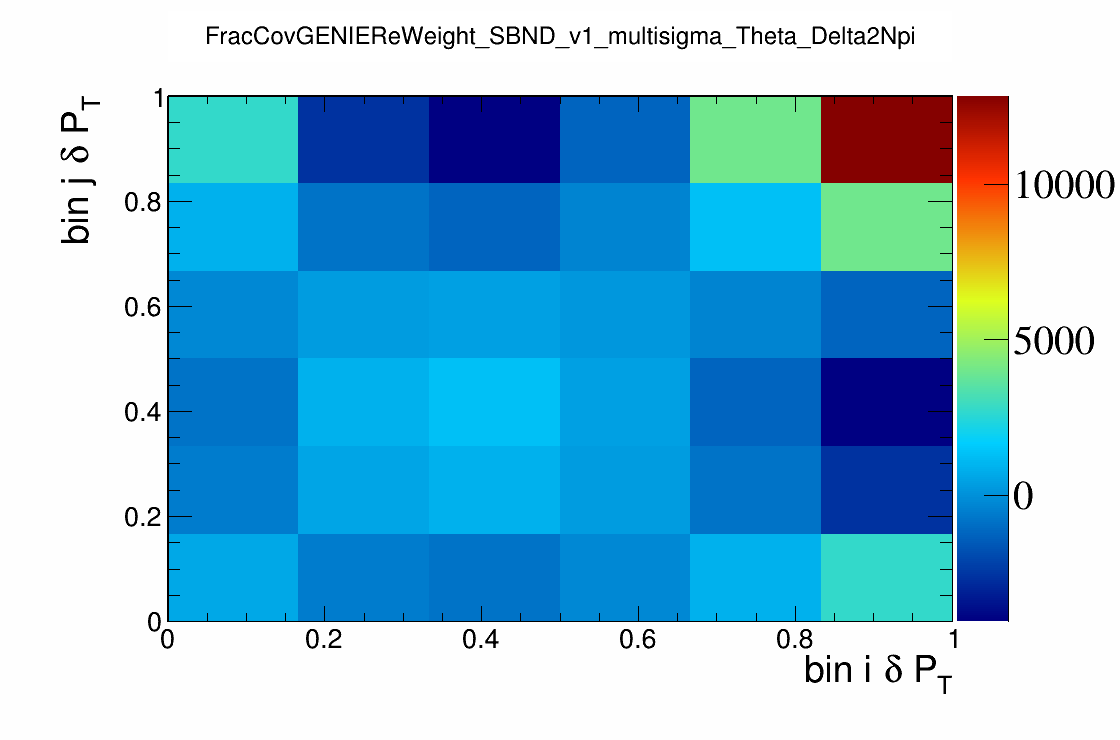 FracCovGENIEReWeight_SBND_v1_multisigma_Theta_Delta2Npi
bin j δ P_T
1
0.8
0.6
0.4
0.2
0
0 0.2 0.4 0.6 0.8 1
bin i δ P_T
10000
5000
0